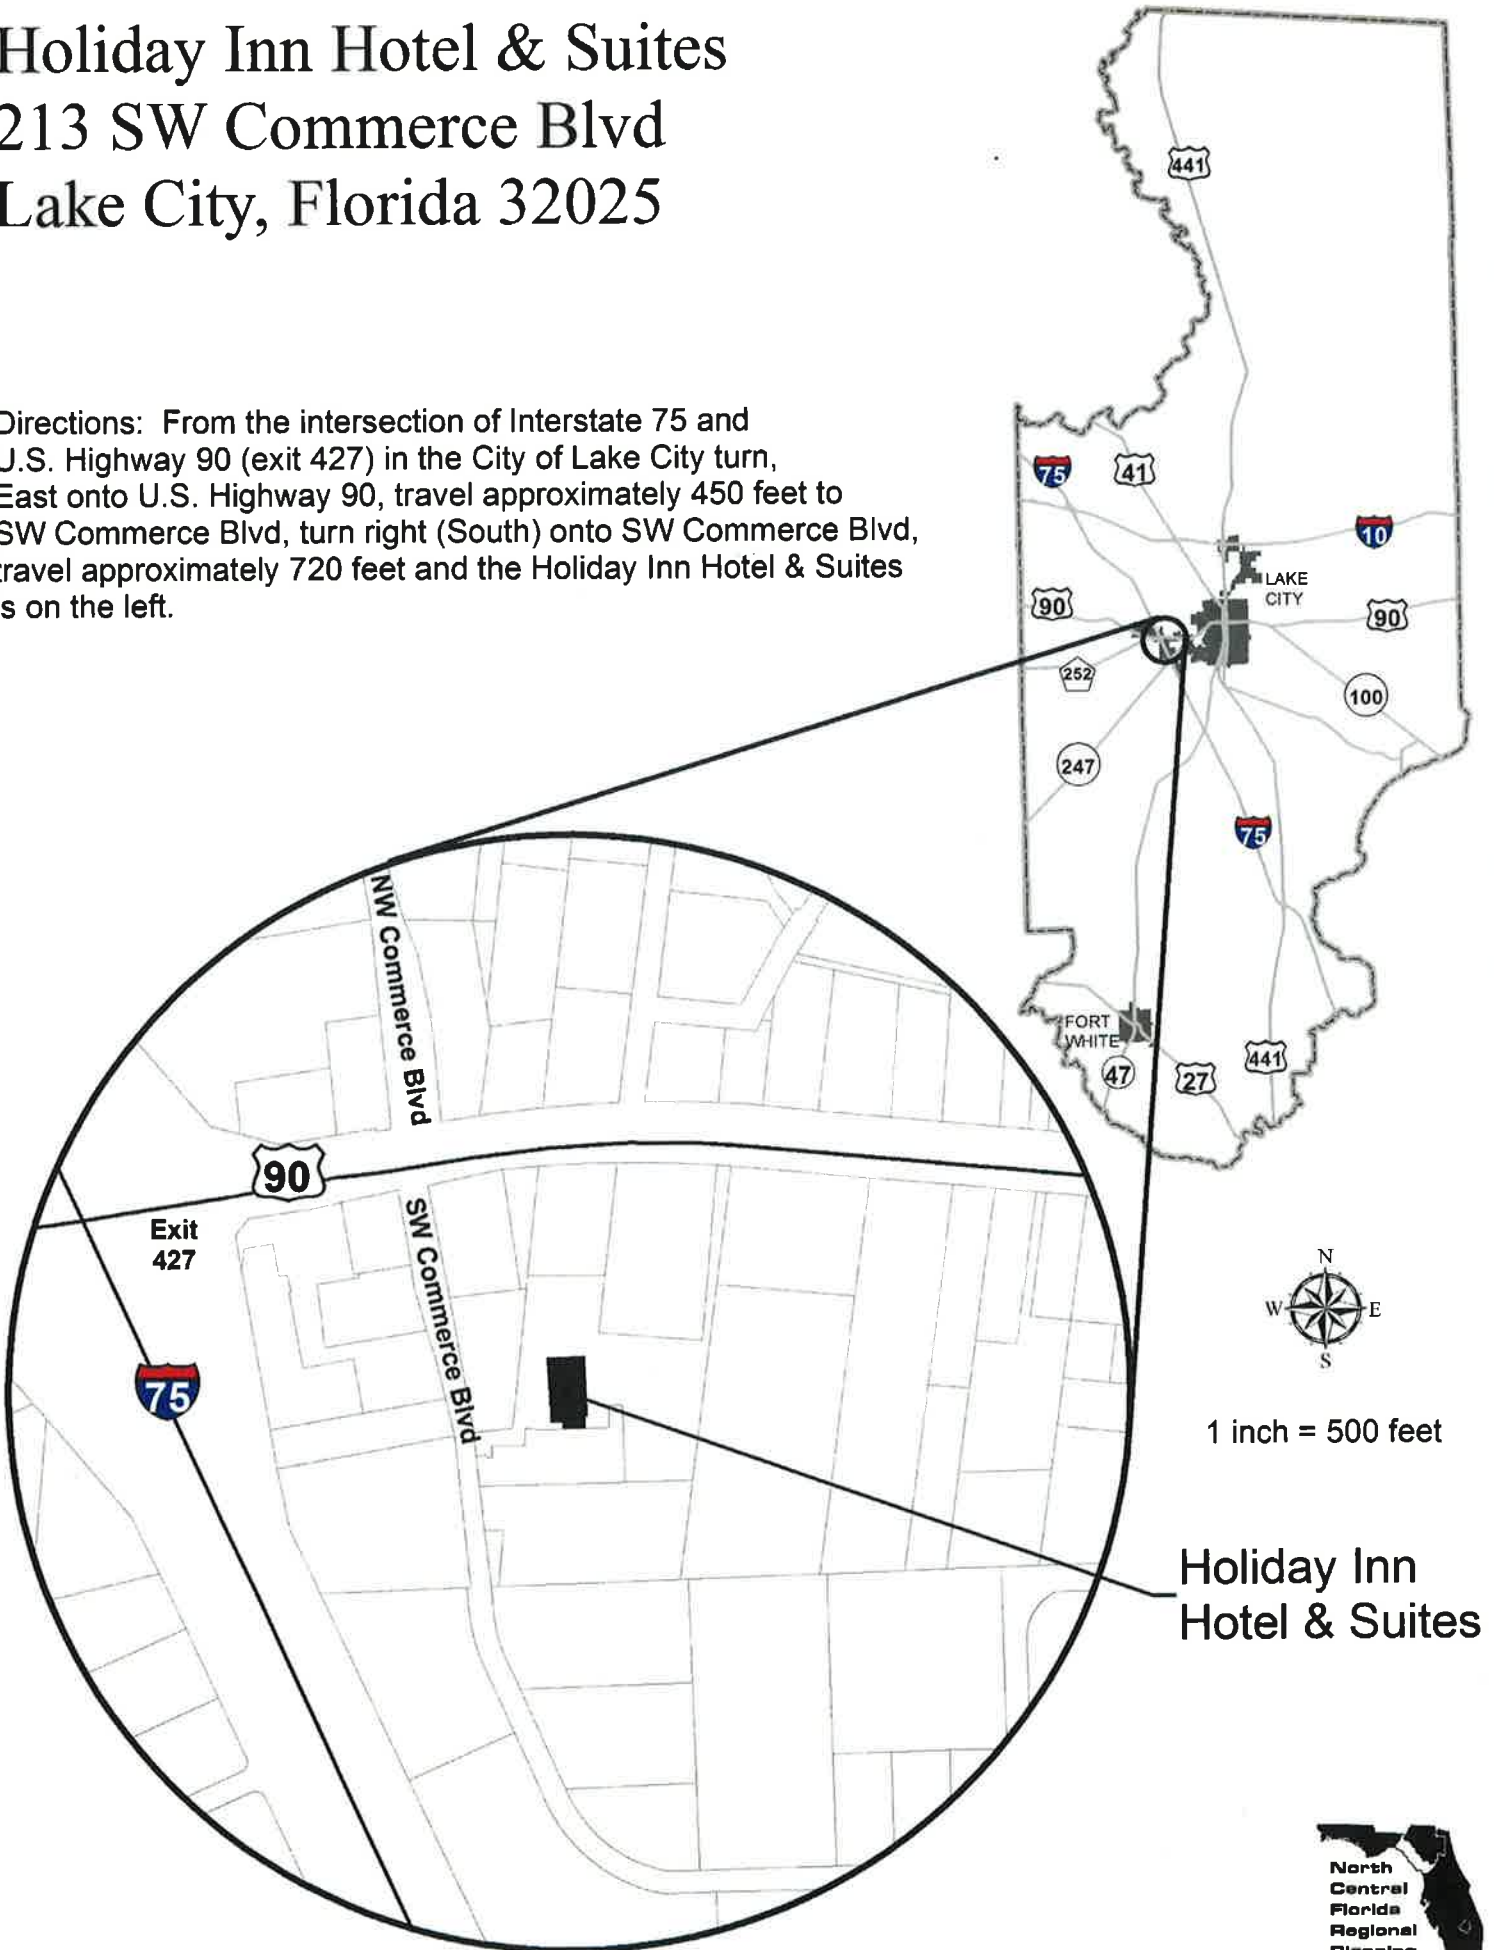 Holiday Inn Hotel & Suites
213 SW Commerce Blvd
Lake City, Florida 32025
Directions: From the intersection of Interstate 75 and
U.S. Highway 90 (exit 427) in the City of Lake City turn,
East onto U.S. Highway 90, travel approximately 450 feet to
SW Commerce Blvd, turn right (South) onto SW Commerce Blvd,
travel approximately 720 feet and the Holiday Inn Hotel & Suites
is on the left.
441
75
41
10
LAKE
CITY
90
90
252
100
247
75
FORT
WHITE
47
27
441
NW Commerce Blvd
90
Exit
427
SW Commerce Blvd
75
N
W
E
S
1 inch = 500 feet
Holiday Inn
Hotel & Suites
North
Central
Florida
Regional
Planning